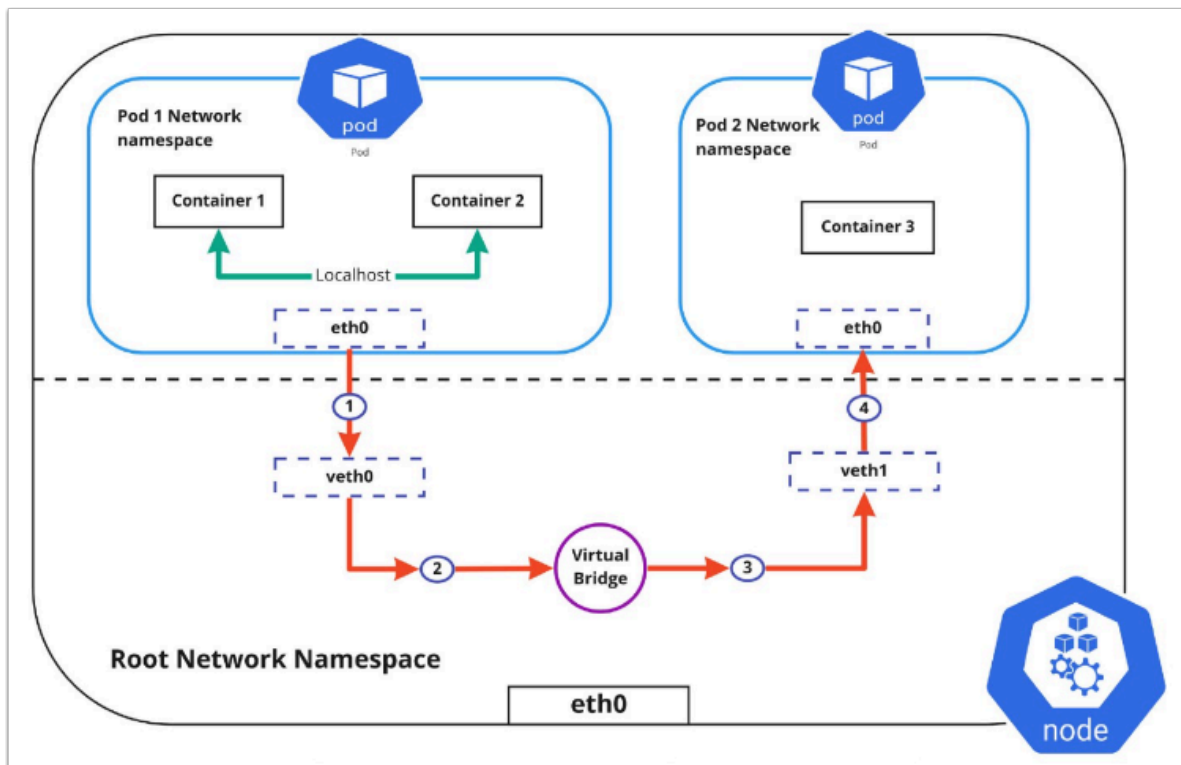 pod
Pod
Pod 1 Network
namespace
Container 1
Container 2
Localhost
eth0
pod
Pod
Pod 2 Network
namespace
Container 3
eth0
1
4
veth0
veth1
2
Virtual
Bridge
3
Root Network Namespace
eth0
node